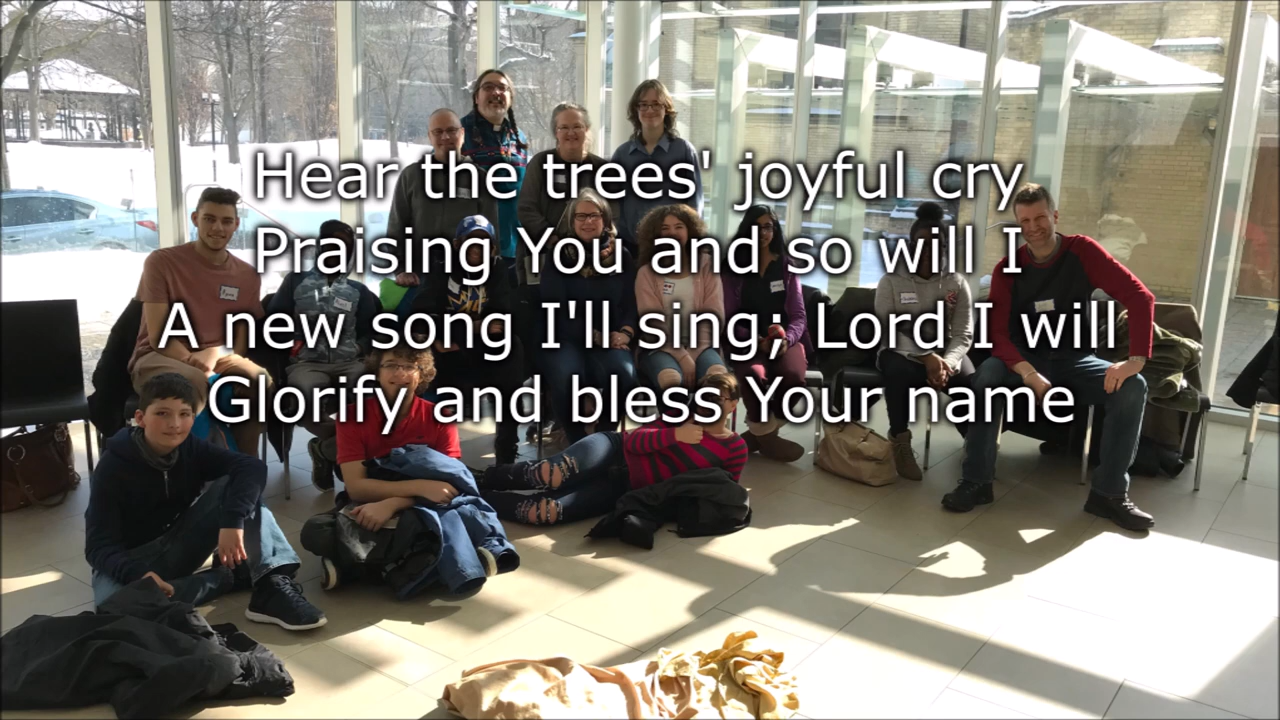 Hear the trees' joyful cry
Praising You and so will I
A new song I'll sing; Lord I will
Glorify and bless Your name